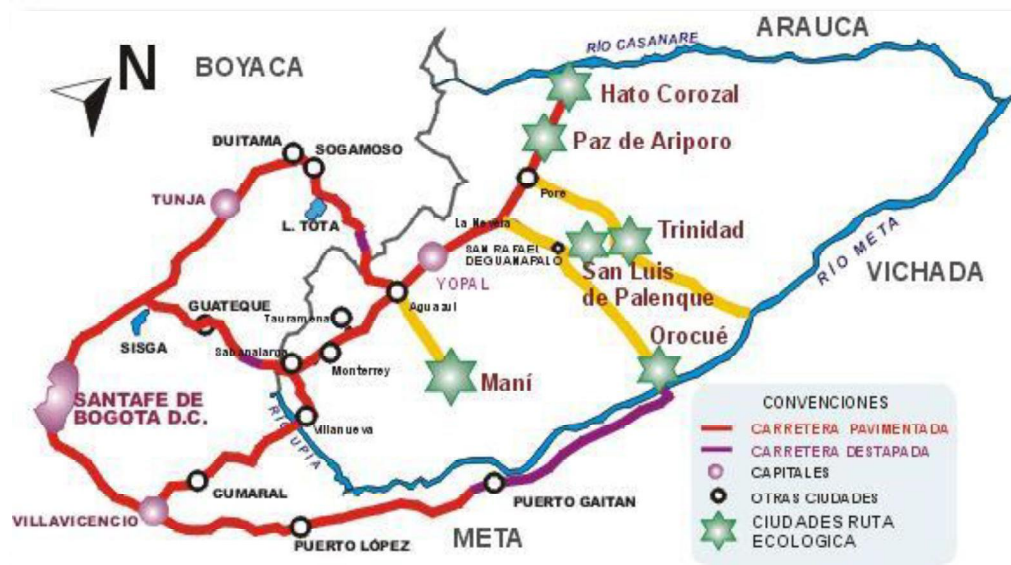 N
BOYACA
ARAUCA
RÍO CASANARE
Hato Corozal
Paz de Ariporo
DUITAMA
SOGAMOSO
TUNJA
L. TOTA
Pore
La Nevera
Trinidad
SAN RAFAEL
DEGUANAPALO
San Luis
de Palenque
YOPAL
RÍO META
VICHADA
Aguazul
GUATEQUE
Tauramena
SISGA
Sabanalarga
Monterrey
Orocué
Maní
SANTAFE DE
BOGOTA D.C.
RÍO UPIA
Villanueva
CUMARAL
VILLAVICENCIO
PUERTO LÓPEZ
META
PUERTO GAITAN
CONVENCIONES
CARRETERA PAVIMENTADA
CARRETERA DESTAPADA
CAPITALES
OTRAS CIUDADES
CIUDADES RUTA
ECOLOGICA